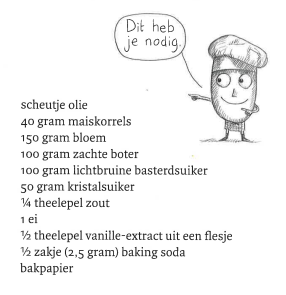 Dit heb
je nodig.
scheutje olie
40 gram maiskorrels
150 gram bloem
100 gram zachte boter
100 gram lichtbruine basterdsuiker
50 gram kristalsuiker
¼ theelepel zout
1 ei
½ theelepel vanille-extract uit een flesje
½ zakje (2,5 gram) baking soda
bakpapier